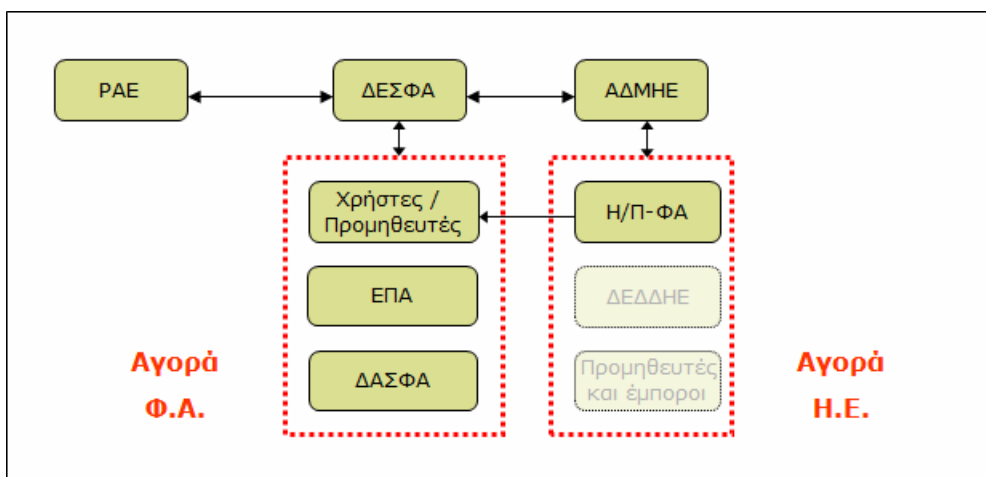 ΡΑΕ
ΔΕΣΦΑ
ΑΔΜΗΕ
Χρήστες /
Προμηθευτές
Η/Π-ΦΑ
ΕΠΑ
ΔΕΔΔΗΕ
ΔΑΣΦΑ
Προμηθευτές
και έμποροι
Αγορά
Φ.Α.
Αγορά
Η.Ε.